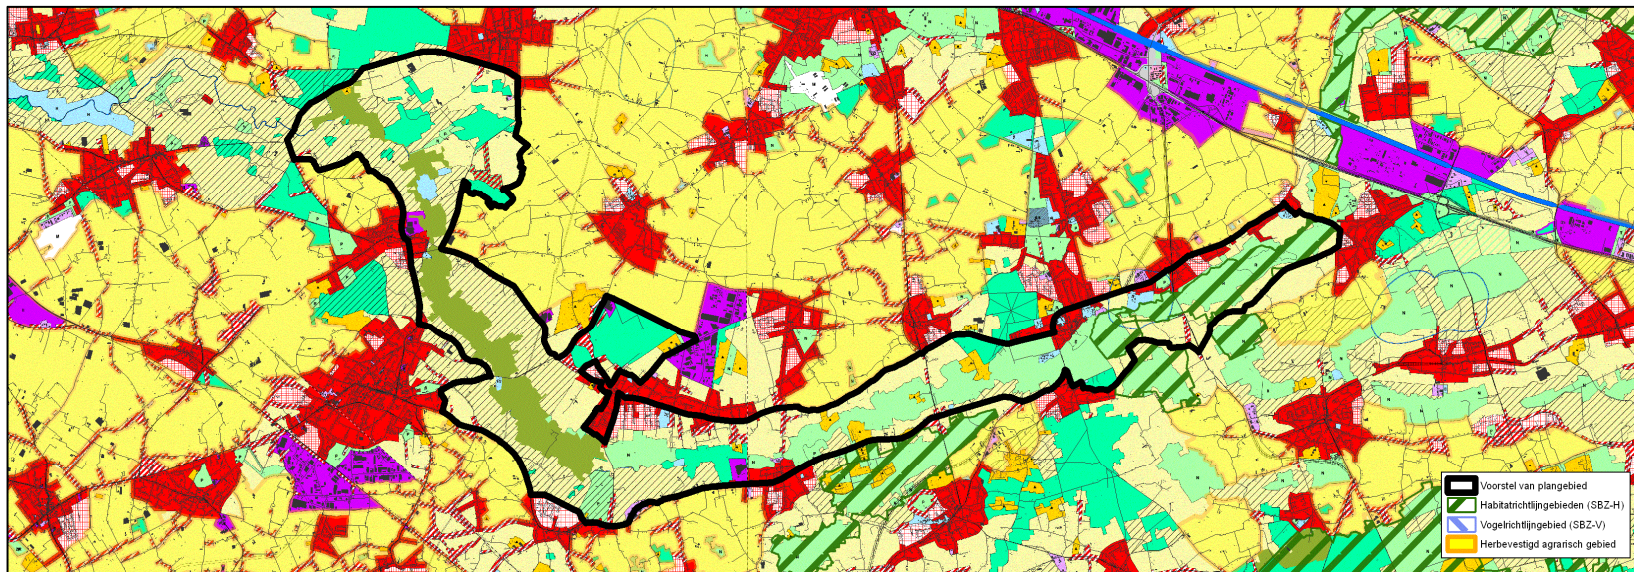 Voorstel van plangebied
Habitatrichtlijngebieden (SBZ-H)
Vogelrichtlijngebied (SBZ-V)
Herbevestigd agrarisch gebied